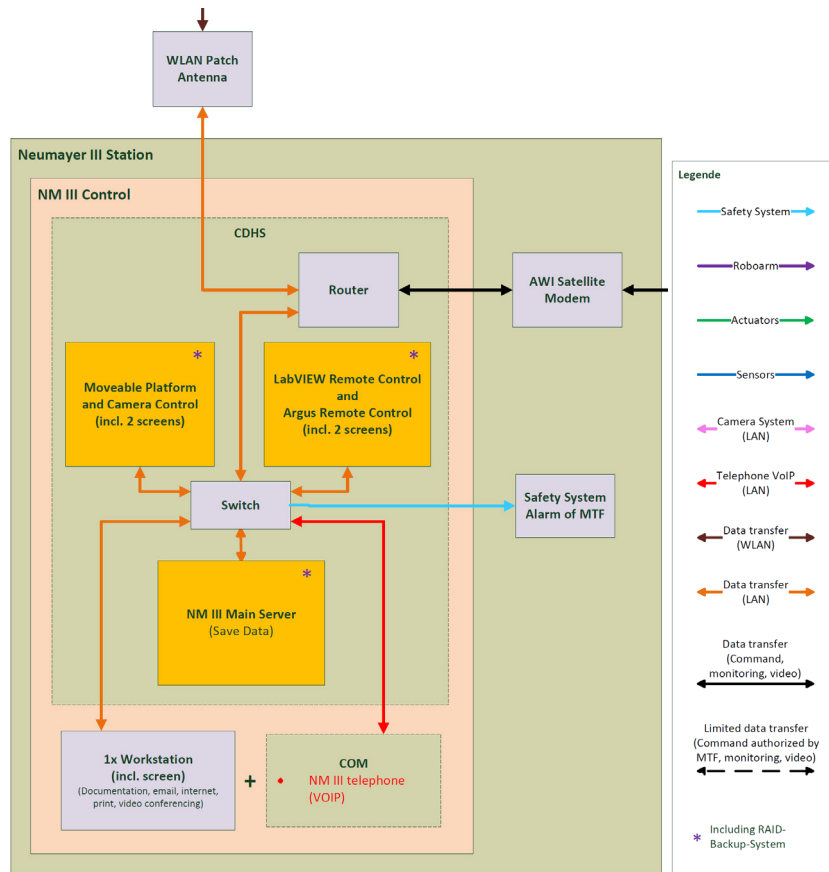 WLAN Patch
Antenna
Neumayer III Station
NM III Control
CDHS
Router
AWI Satellite
Modem
*
Moveable Platform
and Camera Control
(incl. 2 screens)
*
LabVIEW Remote Control
and
Argus Remote Control
(incl. 2 screens)
Switch
Safety System
Alarm of MTF
*
NM III Main Server
(Save Data)
1x Workstation
(incl. screen)
(Documentation, email, internet,
print, video conferencing)
+
COM
• NM III telephone
(VOIP)
Legende
Safety System
Roboarm
Actuators
Sensors
Camera System
(LAN)
Telephone VoIP
(LAN)
Data transfer
(WLAN)
Data transfer
(LAN)
Data transfer
(Command,
monitoring, video)
Limited data transfer
(Command authorized by
MTF, monitoring, video)
* Including RAID-
Backup-System